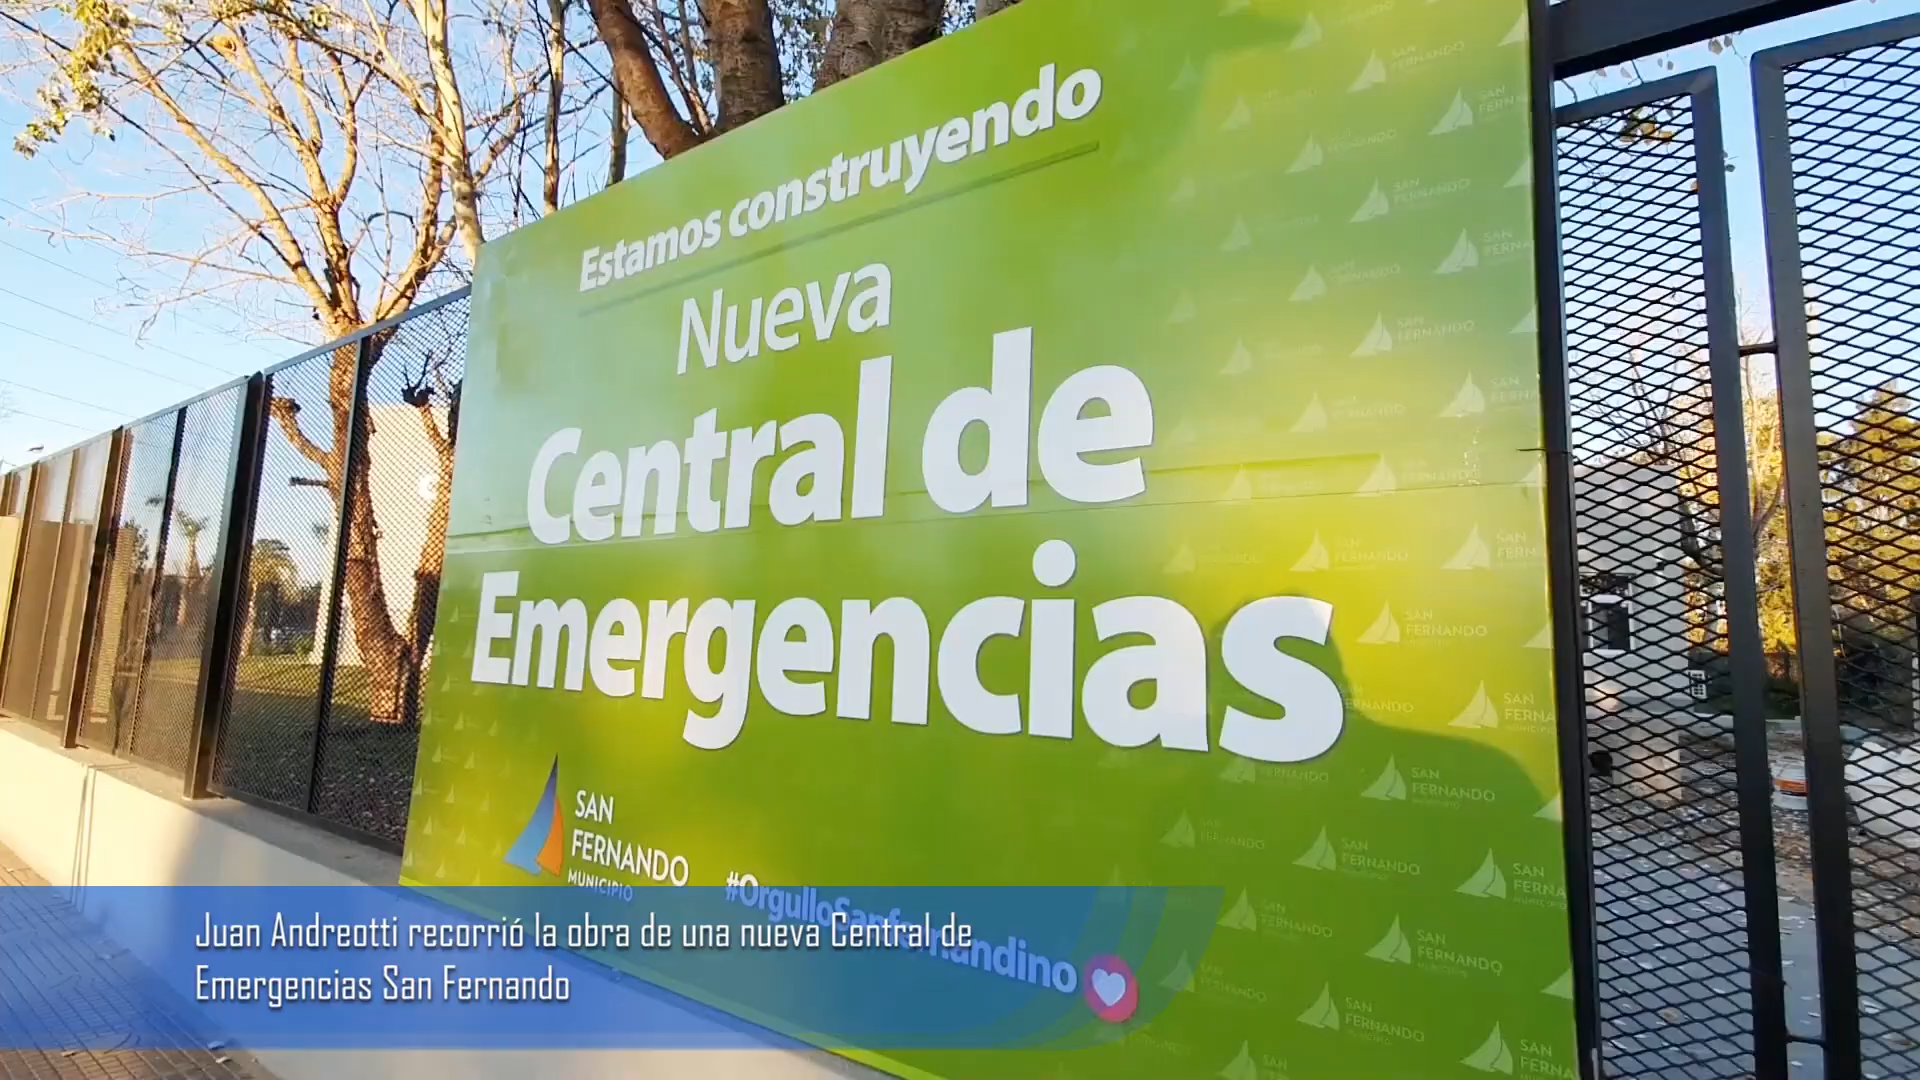 Estamos construyendo
Nueva
Central de
Emergencias
SAN
FERNANDO
MUNICIPIO
#OrgulloSanfernandino
Juan Andreotti recorrió la obra de una nueva Central de
Emergencias San Fernando